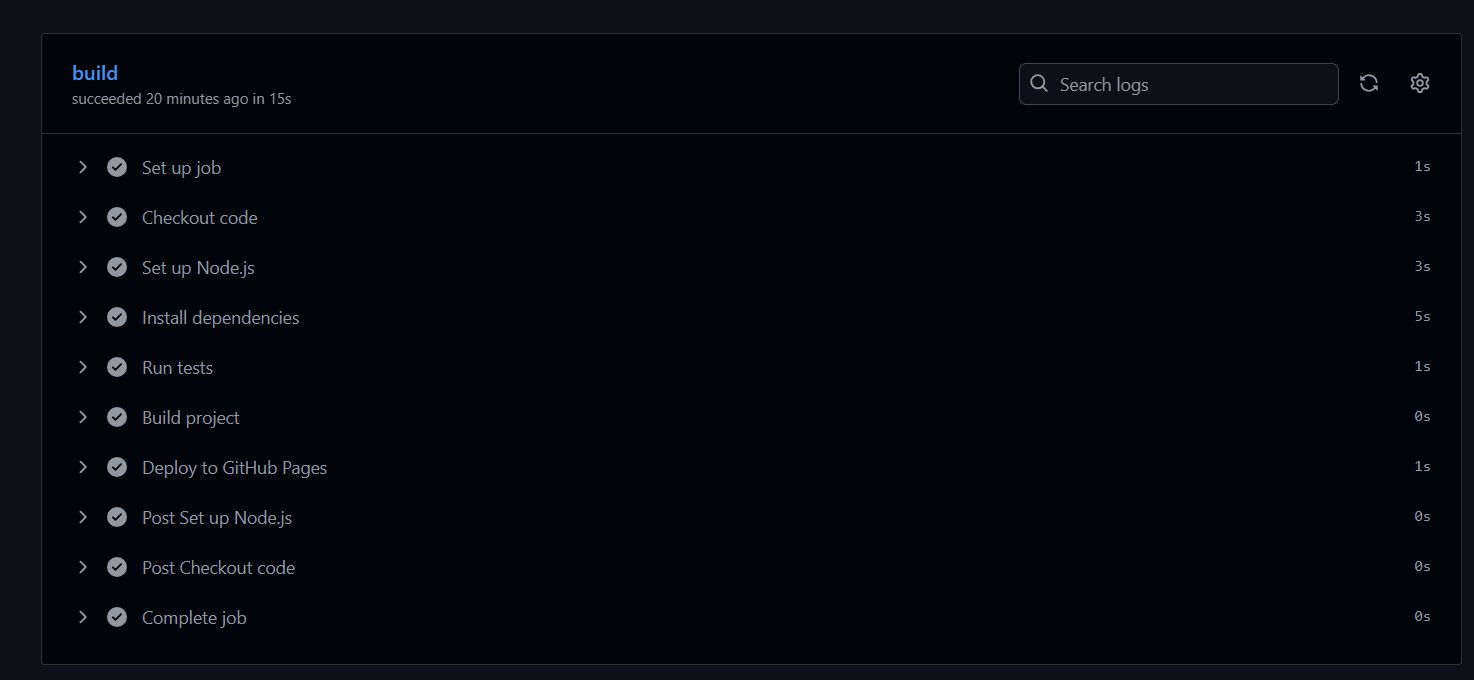 build
succeeded 20 minutes ago in 15s
Search logs
Set up job 1s
Checkout code 3s
Set up Node.js 3s
Install dependencies 5s
Run tests 1s
Build project 0s
Deploy to GitHub Pages 1s
Post Set up Node.js 0s
Post Checkout code 0s
Complete job 0s